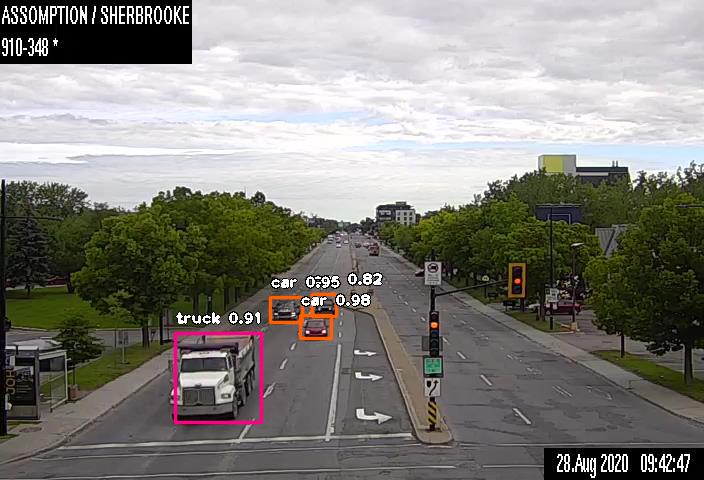 ASSOMPTION / SHERBROOKE
910-348 *
car 0.95
0.82
car 0.98
truck 0.91
28.Aug 2020 09:42:47